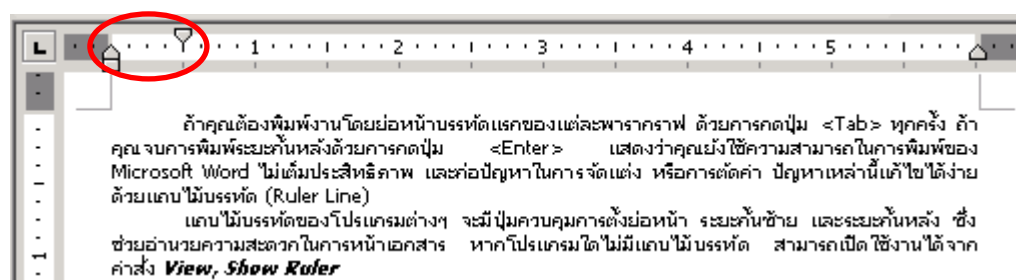 L 1 2 3 4 5
ถ้าคุณต้องพิมพ์งานโดยย่อหน้าบรรทัดแรกของแต่ละพารากราฟ ด้วยการกดปุ่ม <Tab> ทุกครั้ง ถ้า
คุณจบการพิมพ์ระยะกั้นหลังด้วยการกดปุ่ม <Enter> แสดงว่าคุณยังใช้ความสามารถในการพิมพ์ของ
Microsoft Word ไม่เต็มประสิทธิภาพ และก่อปัญหาในการจัดแต่ง หรือการตัดคำ ปัญหาเหล่านี้แก้ไขได้ง่าย
ด้วยแถบไม้บรรทัด (Ruler Line)
แถบไม้บรรทัดของโปรแกรมต่างๆ จะมีปุ่มควบคุมการตั้งย่อหน้า ระยะกั้นซ้าย และระยะกั้นหลัง ซึ่ง
ช่วยอำนวยความสะดวกในการหน้าเอกสาร หากโปรแกรมใดไม่มีแถบไม้บรรทัด สามารถเปิดใช้งานได้จาก
คำสั่ง View, Show Ruler